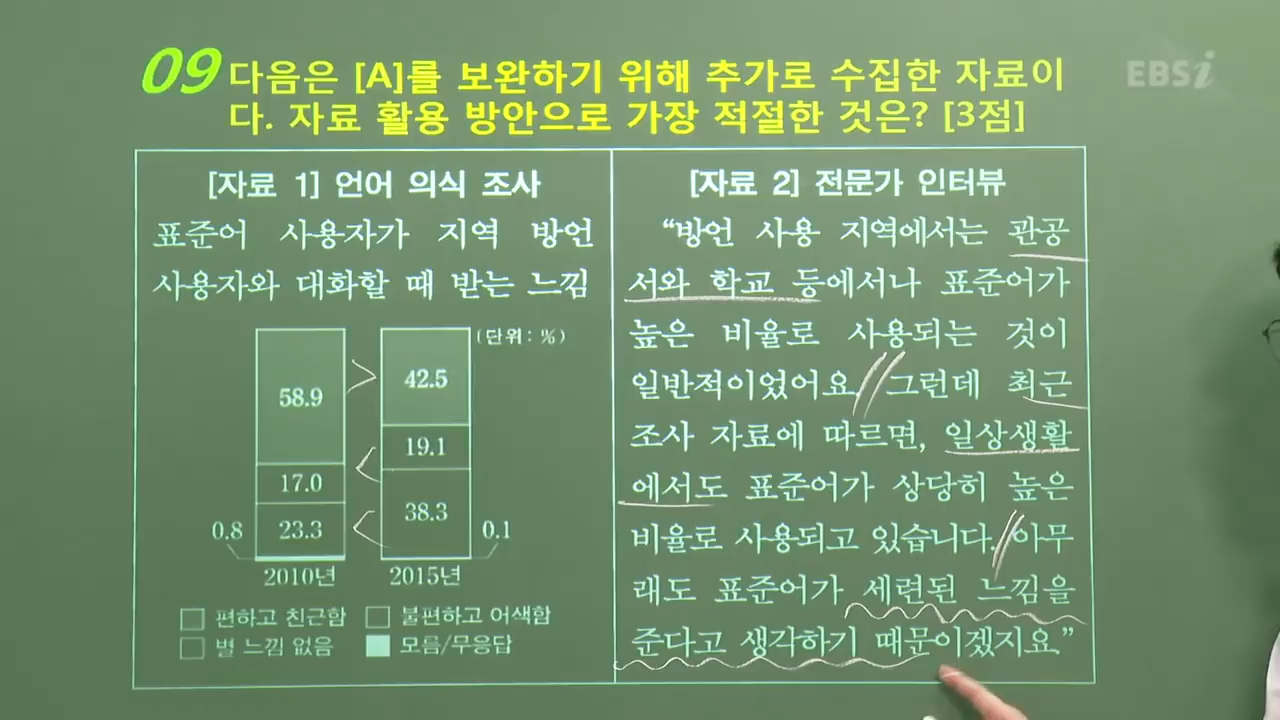 09 다음은 [A]를 보완하기 위해 추가로 수집한 자료이
다. 자료 활용 방안으로 가장 적절한 것은? [3점]
EBSi
[자료 1] 언어 의식 조사
표준어 사용자가 지역 방언
사용자와 대화할 때 받는 느낌
(단위: %)
58.9
42.5
19.1
17.0
38.3
0.8
23.3
0.1
2010년
2015년
편하고 친근함
불편하고 어색함
별 느낌 없음
모름/무응답
[자료 2] 전문가 인터뷰
“방언 사용 지역에서는 관공
서와 학교 등에서나 표준어가
높은 비율로 사용되는 것이
일반적이었어요. 그런데 최근
조사 자료에 따르면, 일상생활
에서도 표준어가 상당히 높은
비율로 사용되고 있습니다. 아무
래도 표준어가 세련된 느낌을
준다고 생각하기 때문이겠지요.”